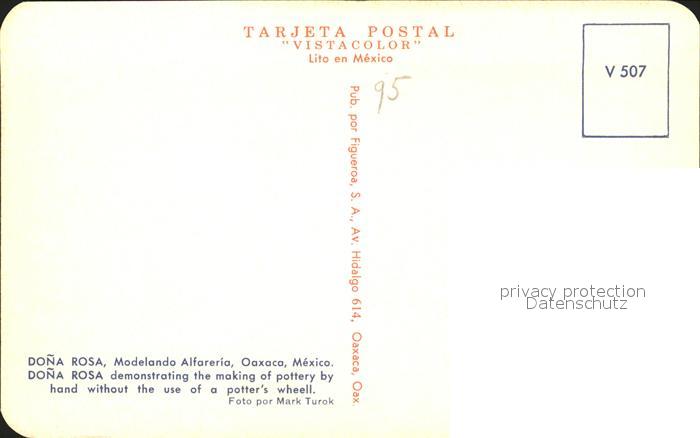 TARJETA POSTAL
"VISTACOLOR"
Lito en México
V 507
95
Pub. por Figueroa, S. A., Av. Hidalgo 614, Oaxaca, Oax.
privacy protection
Datenschutz
DOÑA ROSA, Modelando Alfarería, Oaxaca, México.
DOÑA ROSA demonstrating the making of pottery by
hand without the use of a potter's wheell.
Foto por Mark Turok